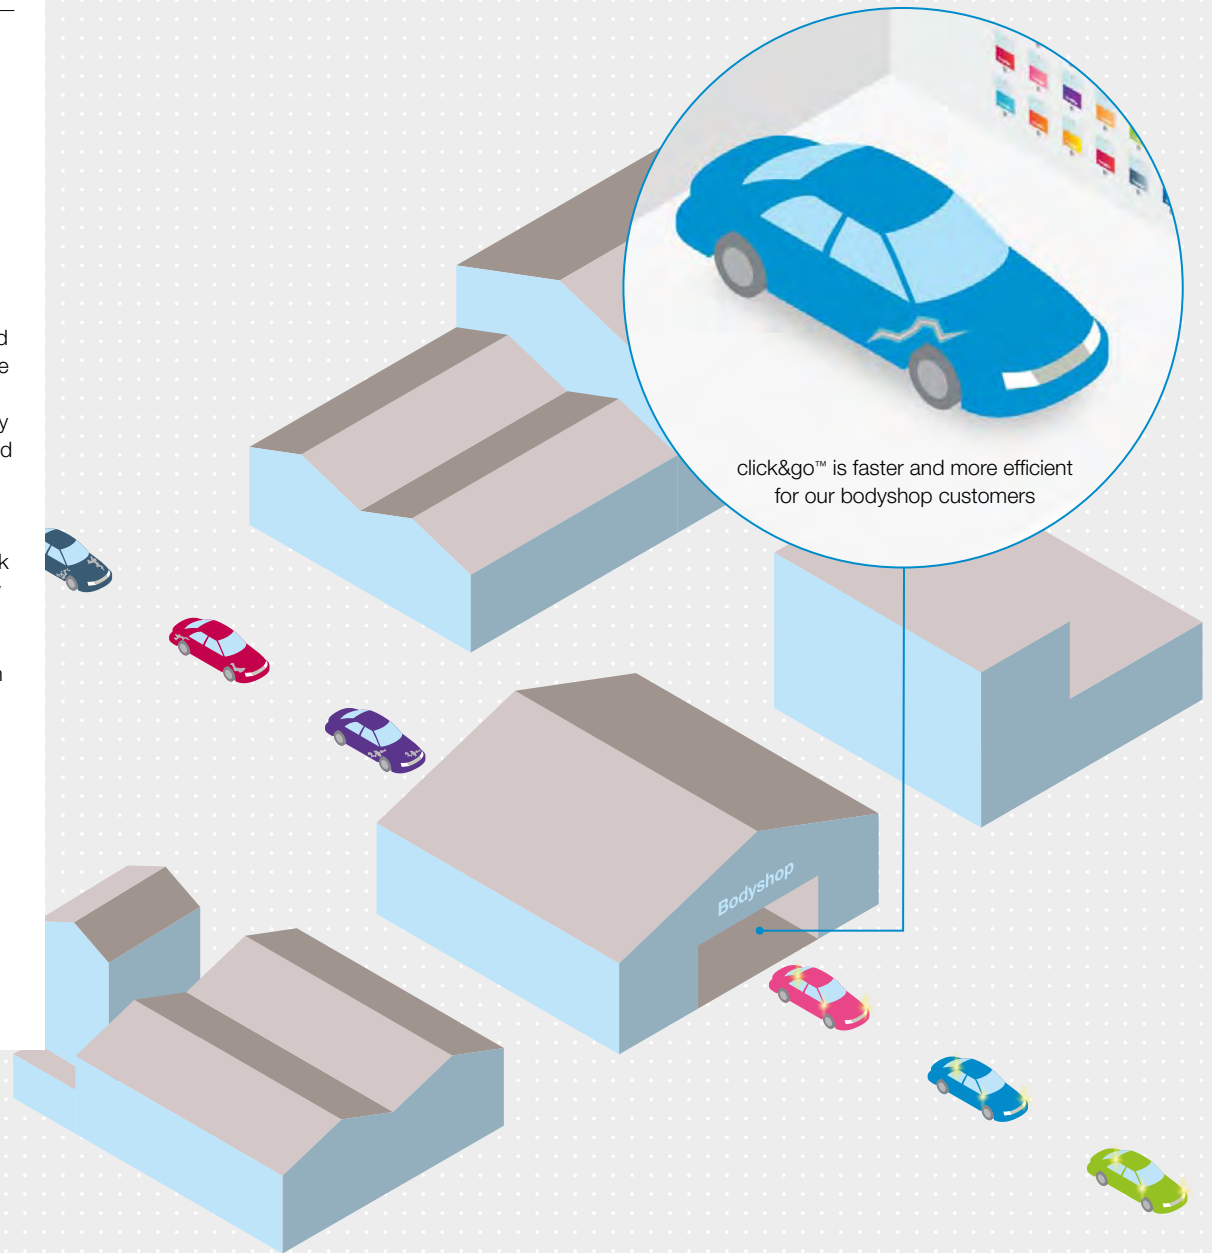 d
e
y
d
k
n
click&go™ is faster and more efficient
for our bodyshop customers
Bodyshop